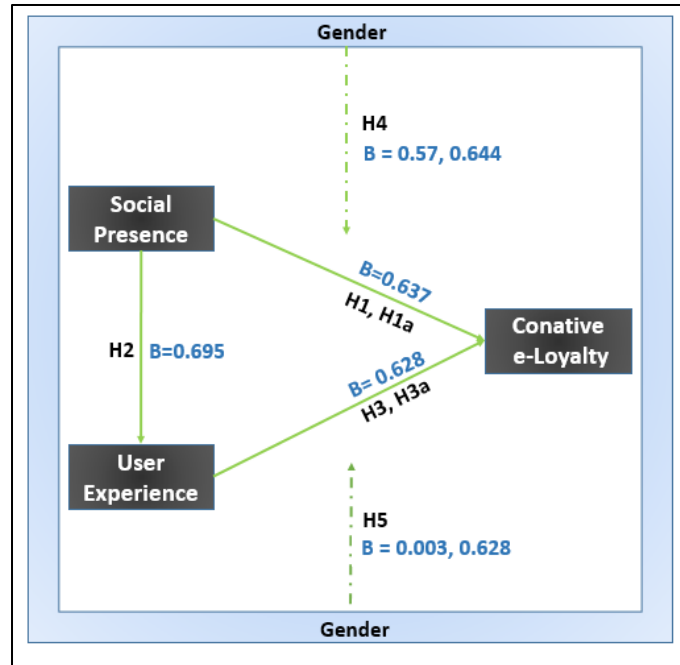 Gender
H4
B = 0.57, 0.644
Social
Presence
B=0.637
H1, H1a
Conative
e-Loyalty
H2 B=0.695
B= 0.628
H3, H3a
User
Experience
H5
B = 0.003, 0.628
Gender